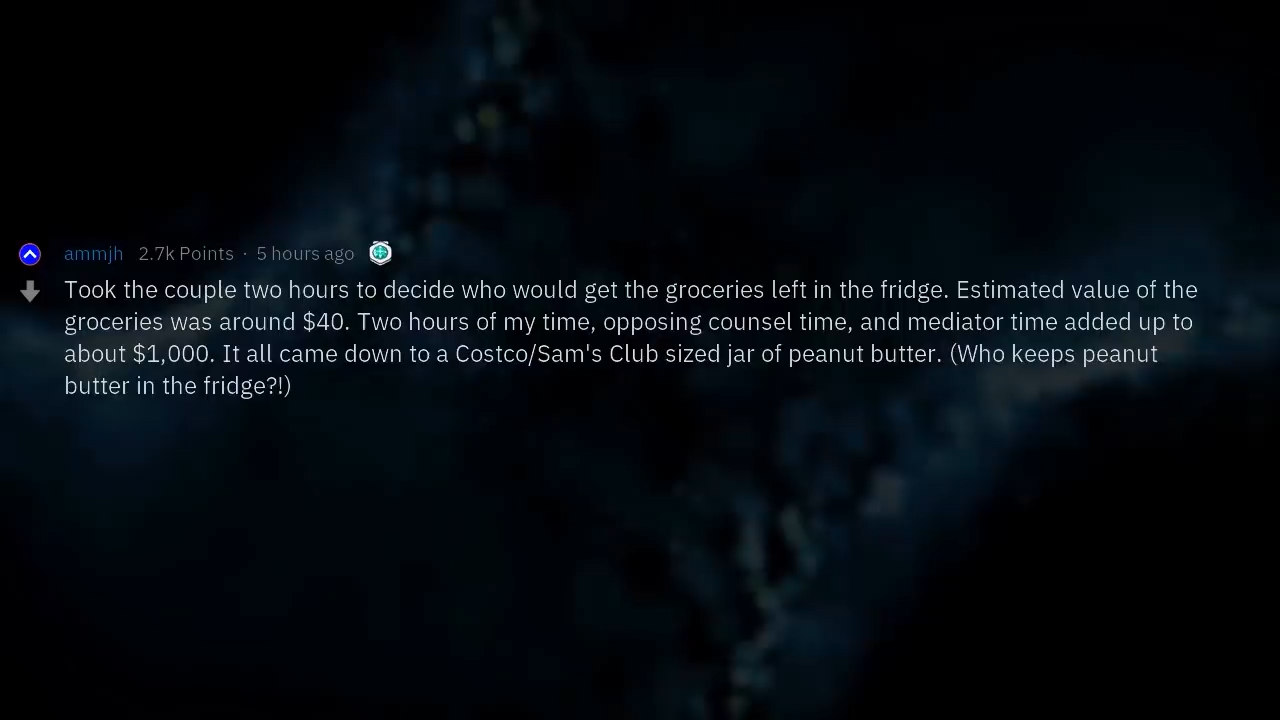 ammjh 2.7k Points · 5 hours ago
Took the couple two hours to decide who would get the groceries left in the fridge. Estimated value of the
groceries was around $40. Two hours of my time, opposing counsel time, and mediator time added up to
about $1,000. It all came down to a Costco/Sam's Club sized jar of peanut butter. (Who keeps peanut
butter in the fridge?!)